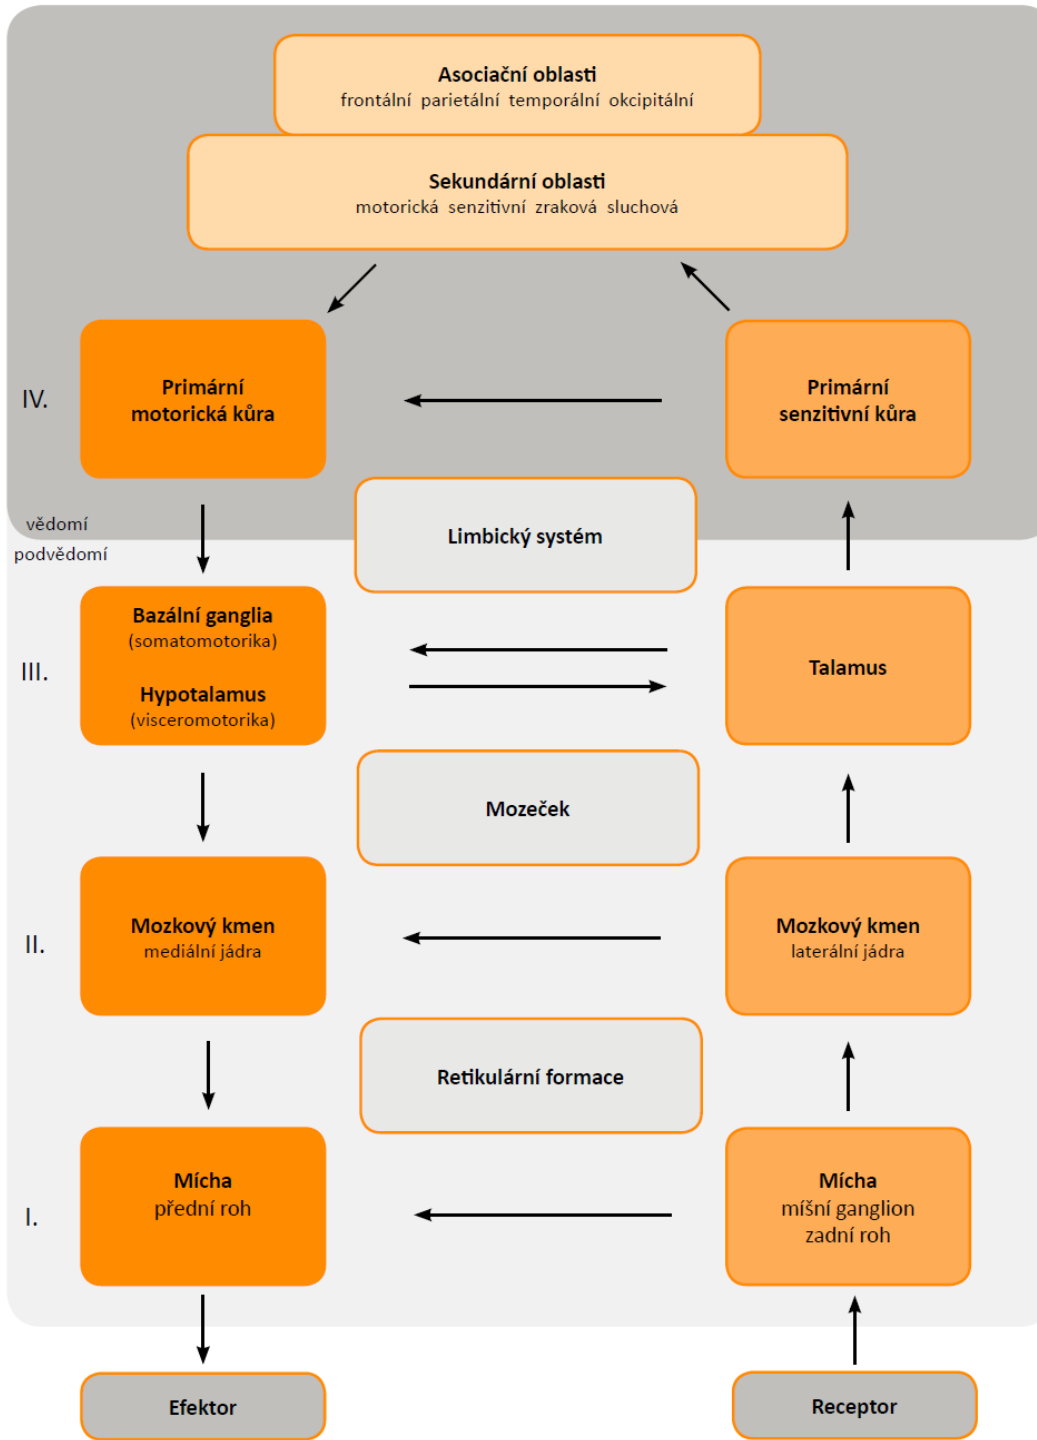 Asociační oblasti
frontální parietální temporální okcipitální
Sekundární oblasti
motorická senzitivní zraková sluchová
IV.
Primární
motorická kůra
Primární
senzitivní kůra
vědomí
podvědomí
Limbický systém
III.
Bazální ganglia
(somatomotorika)
Hypotalamus
(visceromotorika)
Talamus
Mozeček
II.
Mozkový kmen
mediální jádra
Mozkový kmen
laterální jádra
Retikulární formace
I.
Mícha
přední roh
Mícha
míšní ganglion
zadní roh
Efektor
Receptor